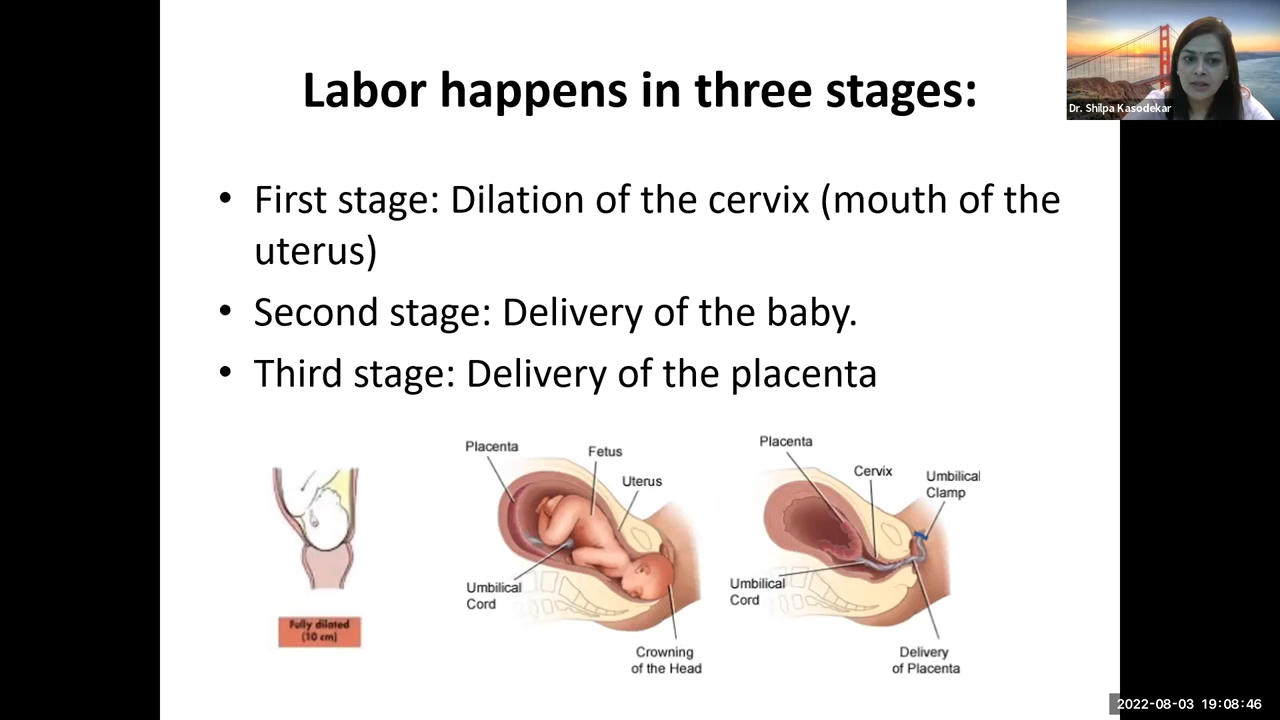 Labor happens in three stages:
Dr. Shilpa Kasodekar
• First stage: Dilation of the cervix (mouth of the
uterus)
• Second stage: Delivery of the baby.
• Third stage: Delivery of the placenta
Placenta
Fetus
Uterus
Umbilical
Cord
Crowning
of the Head
Placenta
Cervix
Umbilical
Clamp
Umbilical
Cord
Delivery
of Placenta
Fully dilated
(10 cm)
2022-08-03 19:08:46